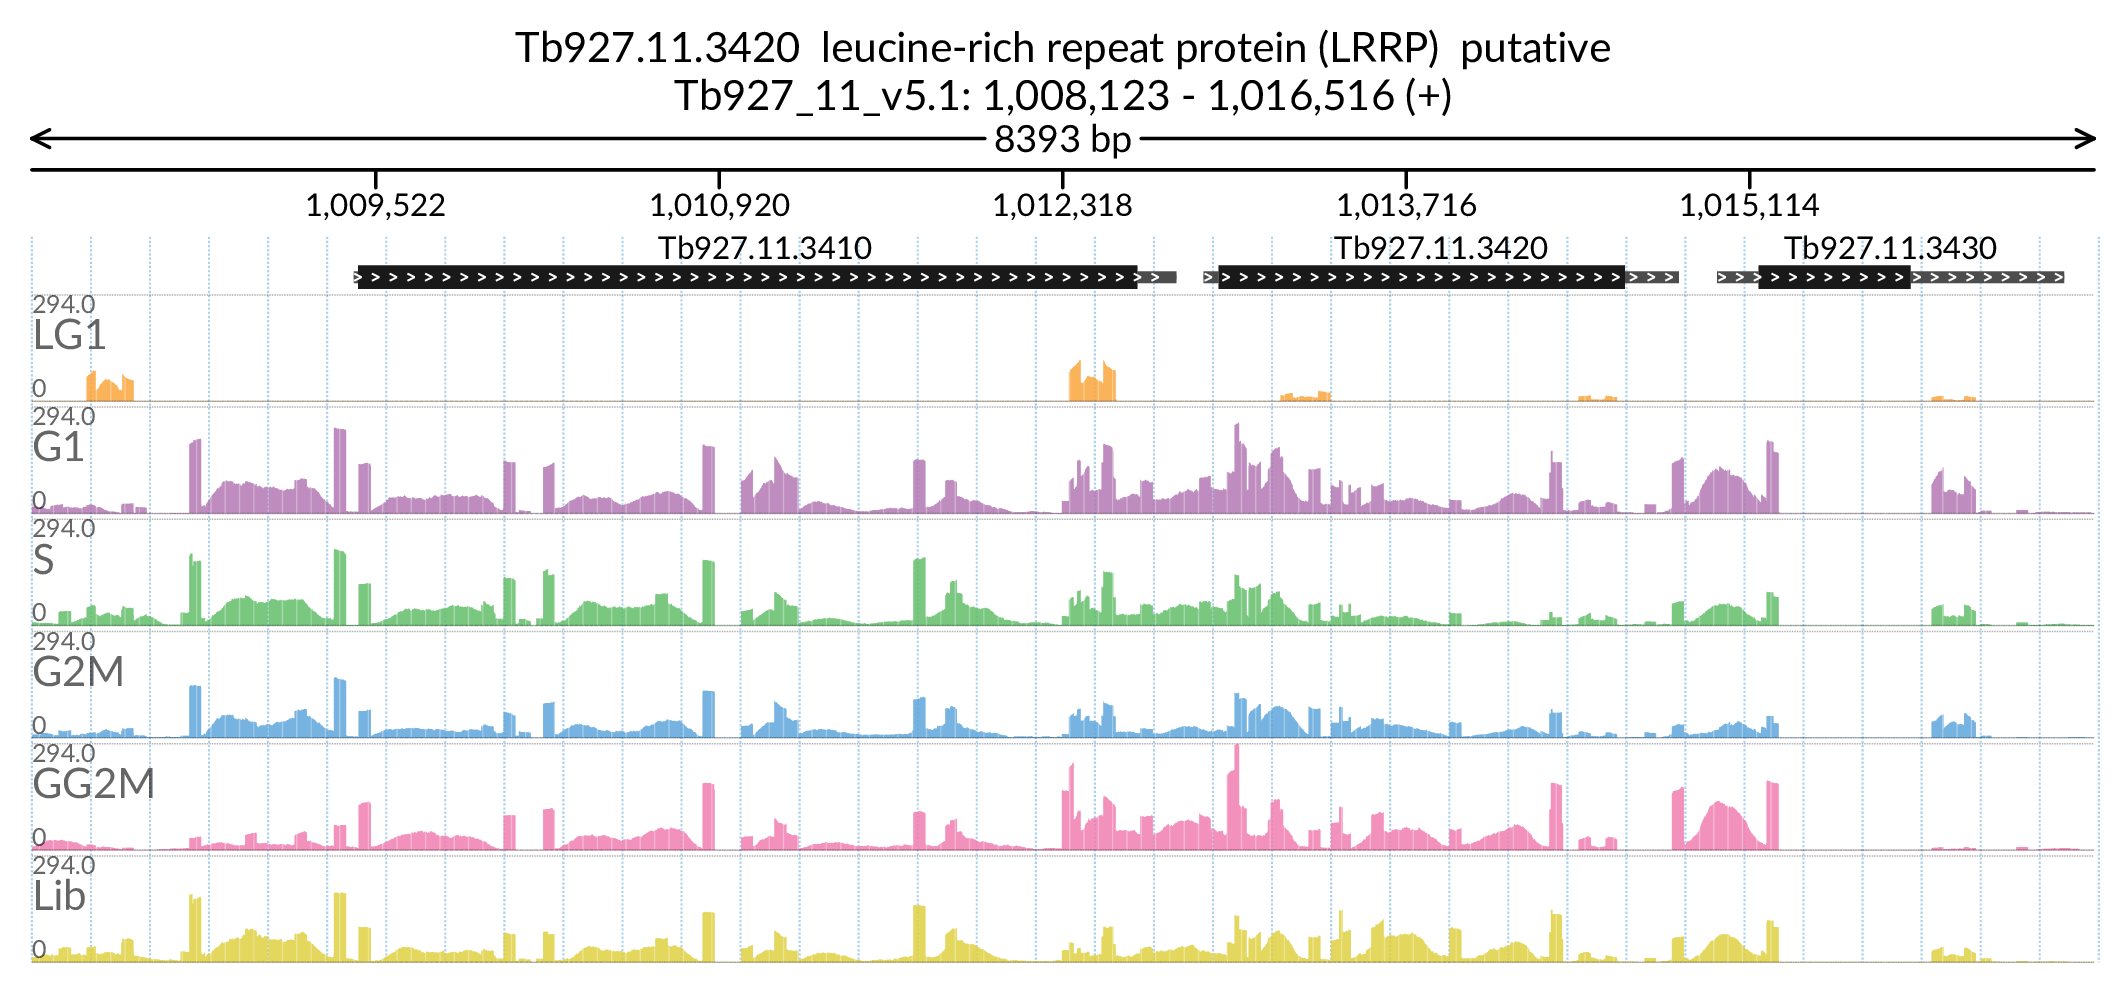 Tb927.11.3420 leucine-rich repeat protein (LRRP) putative
Tb927_11_v5.1: 1,008,123 - 1,016,516 (+)
8393 bp
1,009,522 1,010,920 1,012,318 1,013,716 1,015,114
Tb927.11.3410 Tb927.11.3420 Tb927.11.3430
294.0
LG1
0
294.0
G1
0
294.0
S
0
294.0
G2M
0
294.0
GG2M
0
294.0
Lib
0